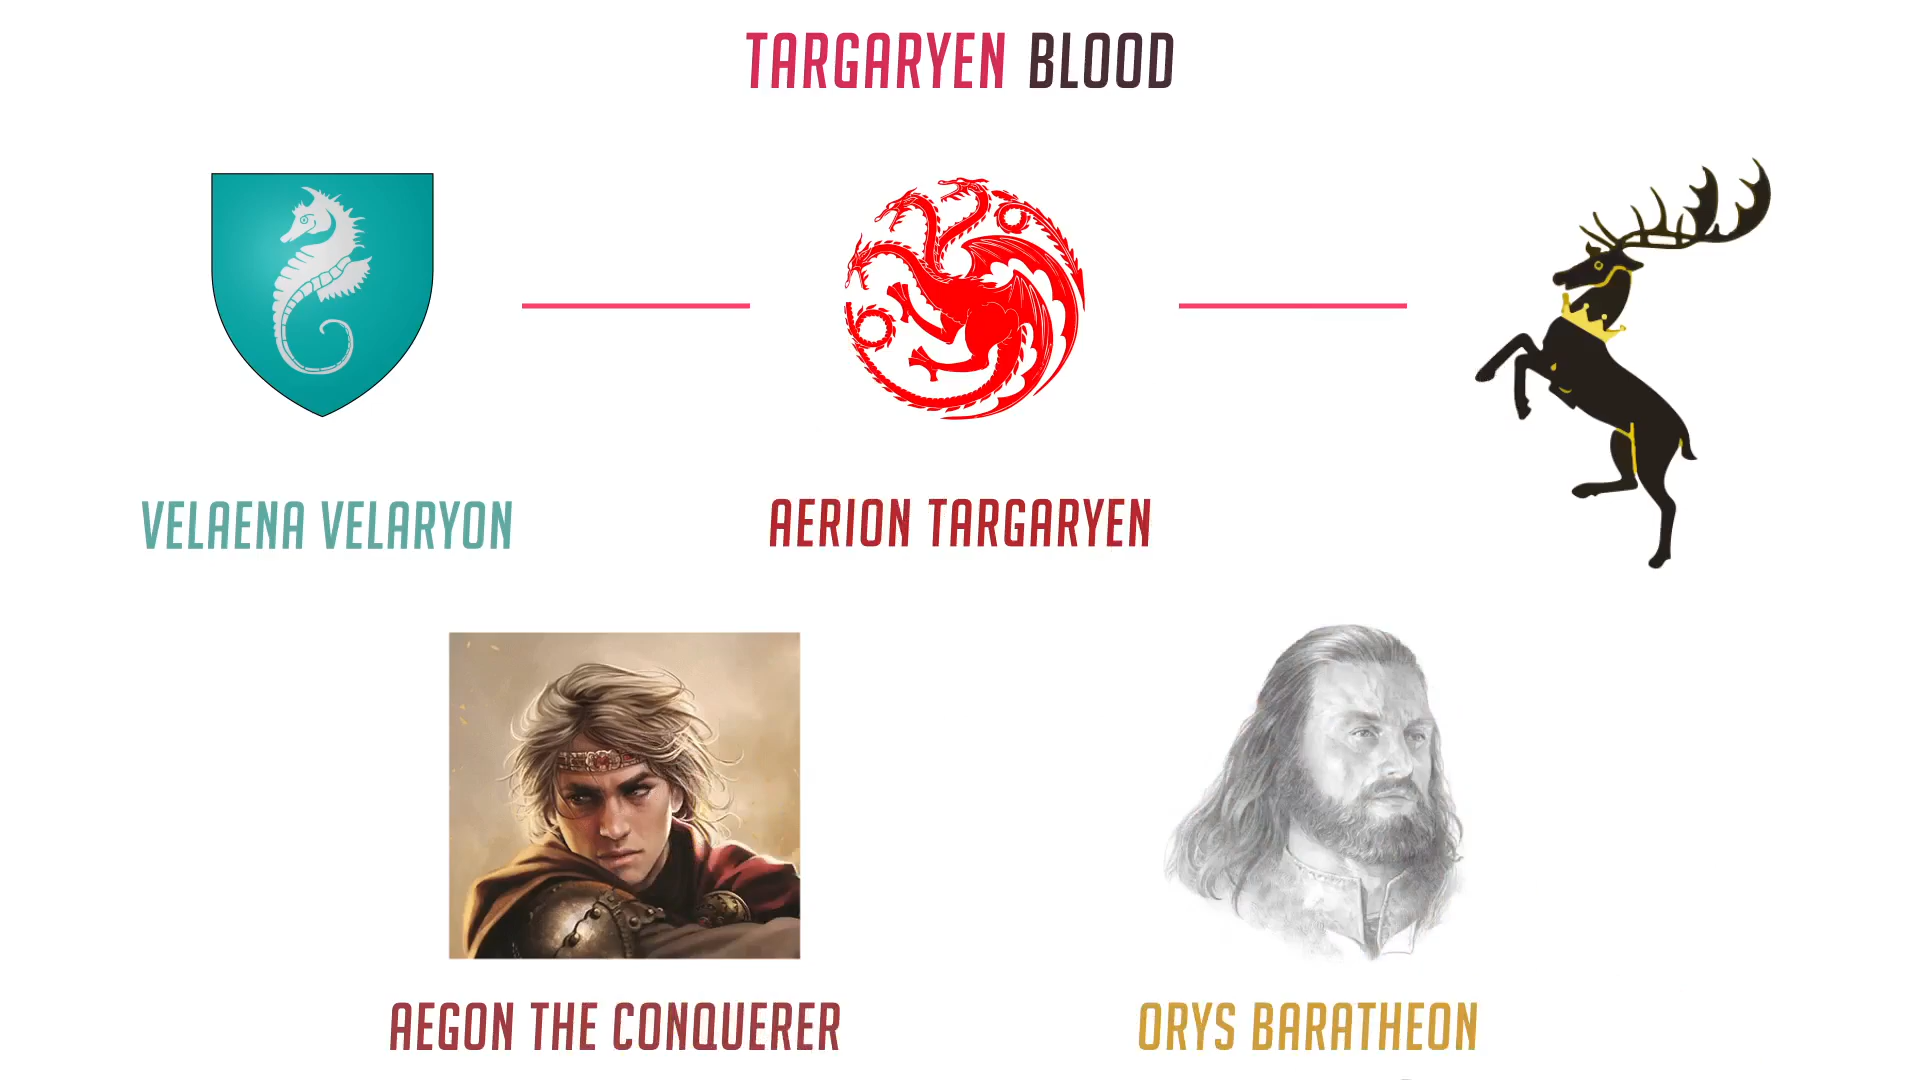 TARGARYEN BLOOD
VELAENA VELARYON
AERION TARGARYEN
AEGON THE CONQUERER
ORYS BARATHEON